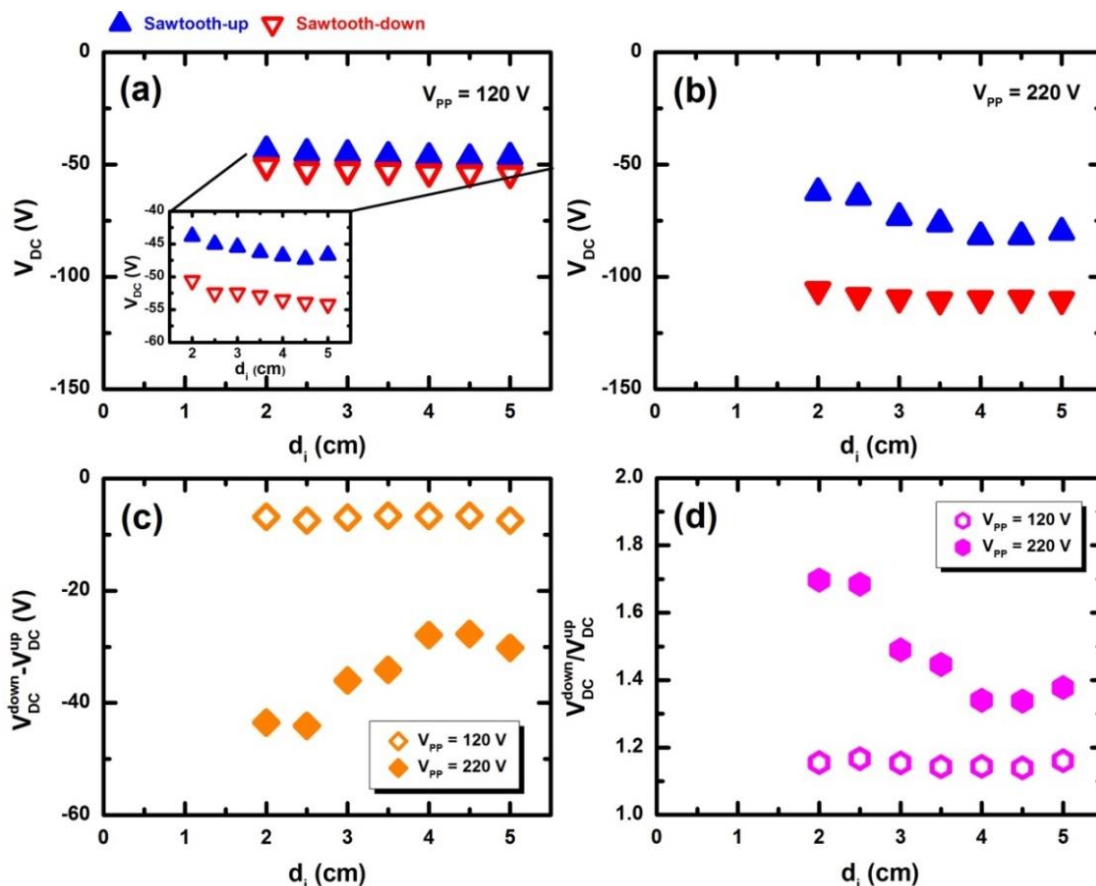 Sawtooth-up Sawtooth-down
(a)
V_PP = 120 V
0
-50
-100
-150
V_DC (V)
0 1 2 3 4 5
d_i (cm)
-40
-45
-50
-55
-60
V_DC (V)
2 3 4 5
d_i (cm)
(b)
V_PP = 220 V
0
-50
-100
-150
V_DC (V)
0 1 2 3 4 5
d_i (cm)
(c)
0
-20
-40
-60
V_DC^down-V_DC^up (V)
V_PP = 120 V
V_PP = 220 V
0 1 2 3 4 5
d_i (cm)
(d)
2.0
1.8
1.6
1.4
1.2
1.0
V_DC^down/V_DC^up
V_PP = 120 V
V_PP = 220 V
0 1 2 3 4 5
d_i (cm)